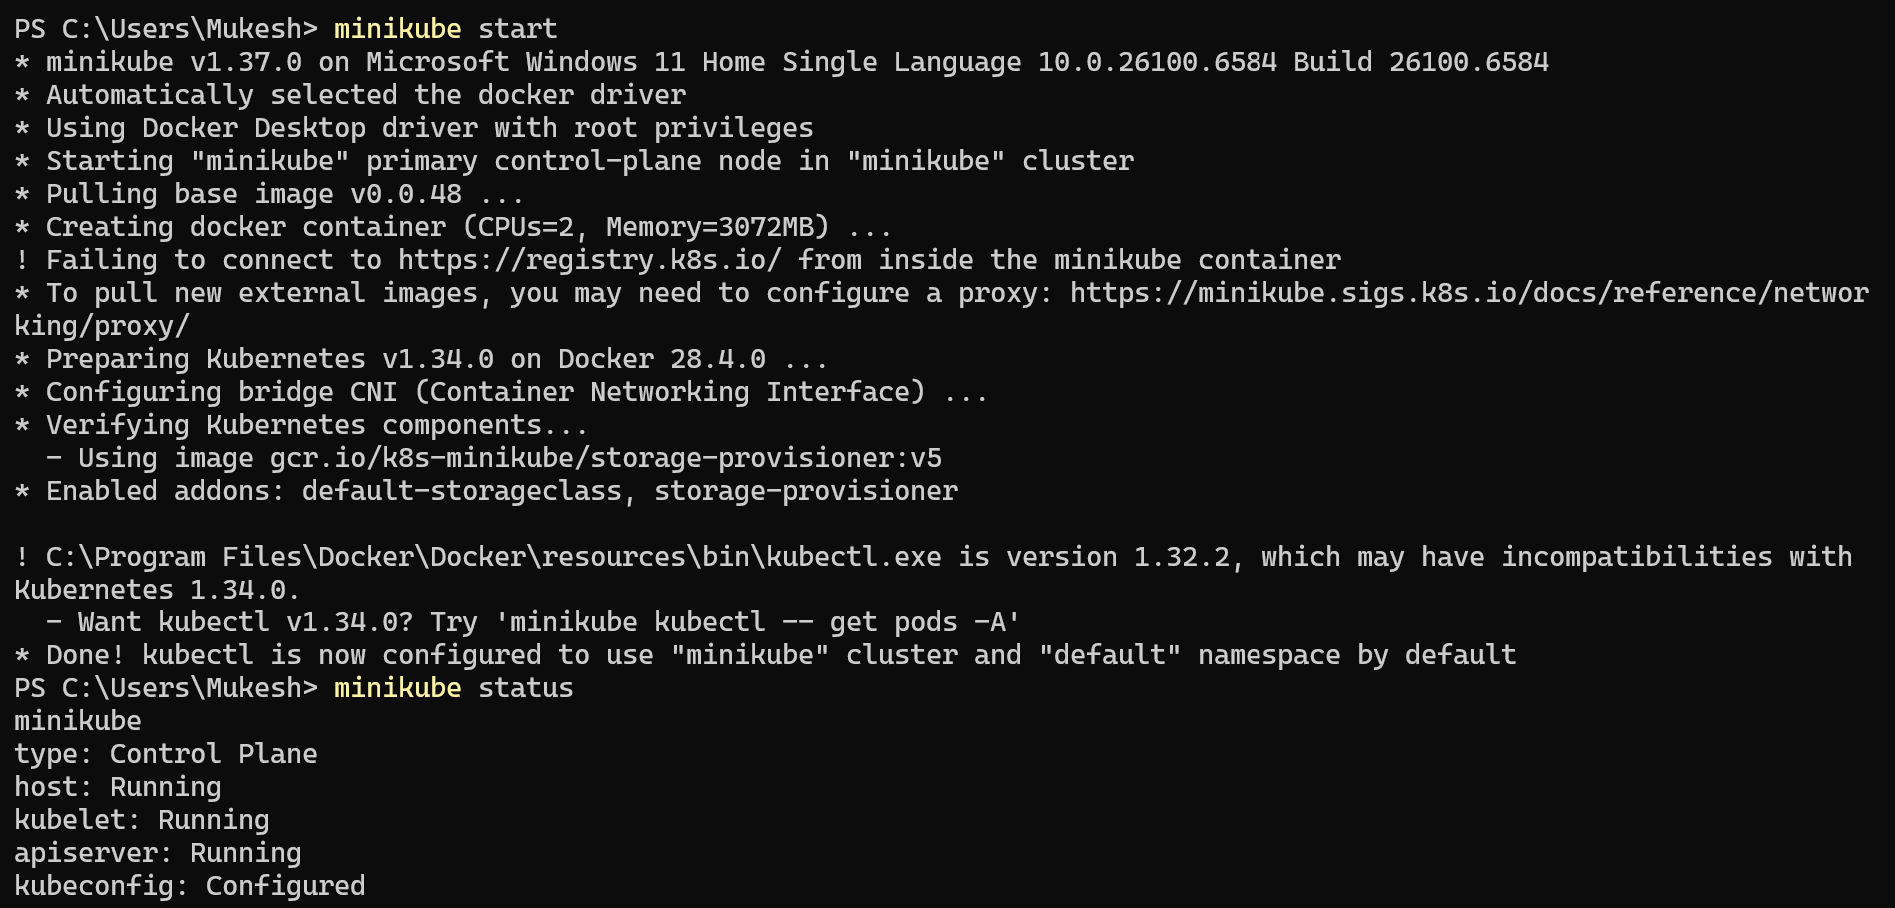 PS C:\Users\Mukesh> minikube start
* minikube v1.37.0 on Microsoft Windows 11 Home Single Language 10.0.26100.6584 Build 26100.6584
* Automatically selected the docker driver
* Using Docker Desktop driver with root privileges
* Starting "minikube" primary control-plane node in "minikube" cluster
* Pulling base image v0.0.48 ...
* Creating docker container (CPUs=2, Memory=3072MB) ...
! Failing to connect to https://registry.k8s.io/ from inside the minikube container
* To pull new external images, you may need to configure a proxy: https://minikube.sigs.k8s.io/docs/reference/networ
king/proxy/
* Preparing Kubernetes v1.34.0 on Docker 28.4.0 ...
* Configuring bridge CNI (Container Networking Interface) ...
* Verifying Kubernetes components...
  - Using image gcr.io/k8s-minikube/storage-provisioner:v5
* Enabled addons: default-storageclass, storage-provisioner

! C:\Program Files\Docker\Docker\resources\bin\kubectl.exe is version 1.32.2, which may have incompatibilities with
Kubernetes 1.34.0.
  - Want kubectl v1.34.0? Try 'minikube kubectl -- get pods -A'
* Done! kubectl is now configured to use "minikube" cluster and "default" namespace by default
PS C:\Users\Mukesh> minikube status
minikube
type: Control Plane
host: Running
kubelet: Running
apiserver: Running
kubeconfig: Configured